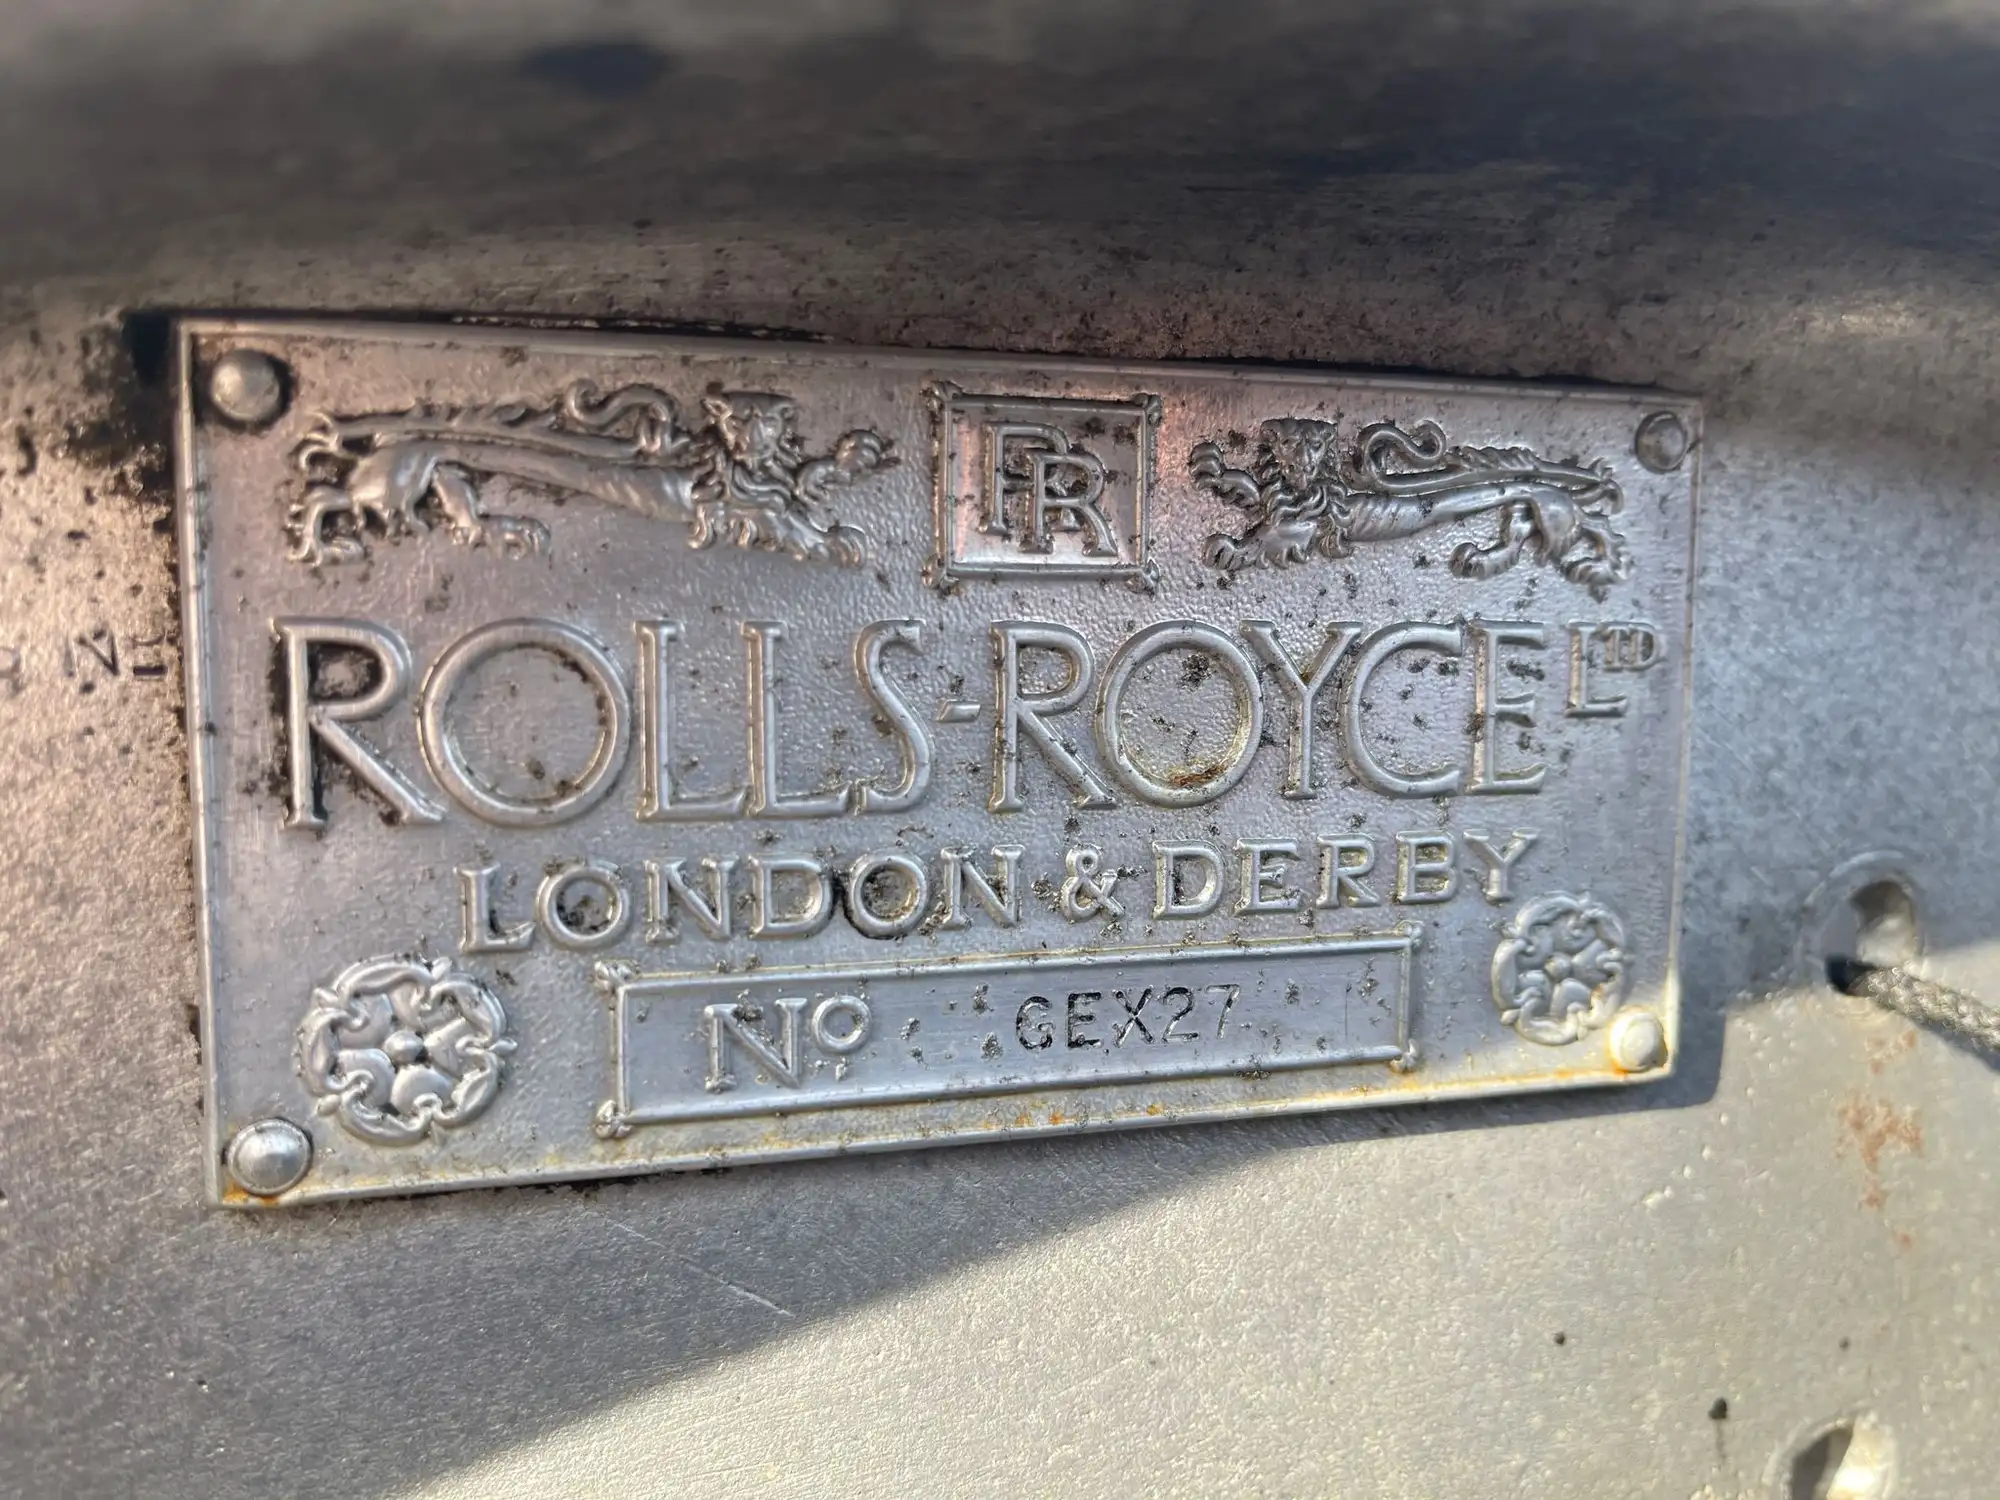 RR
ROLLS-ROYCE LTD
LONDON & DERBY
No GEX27